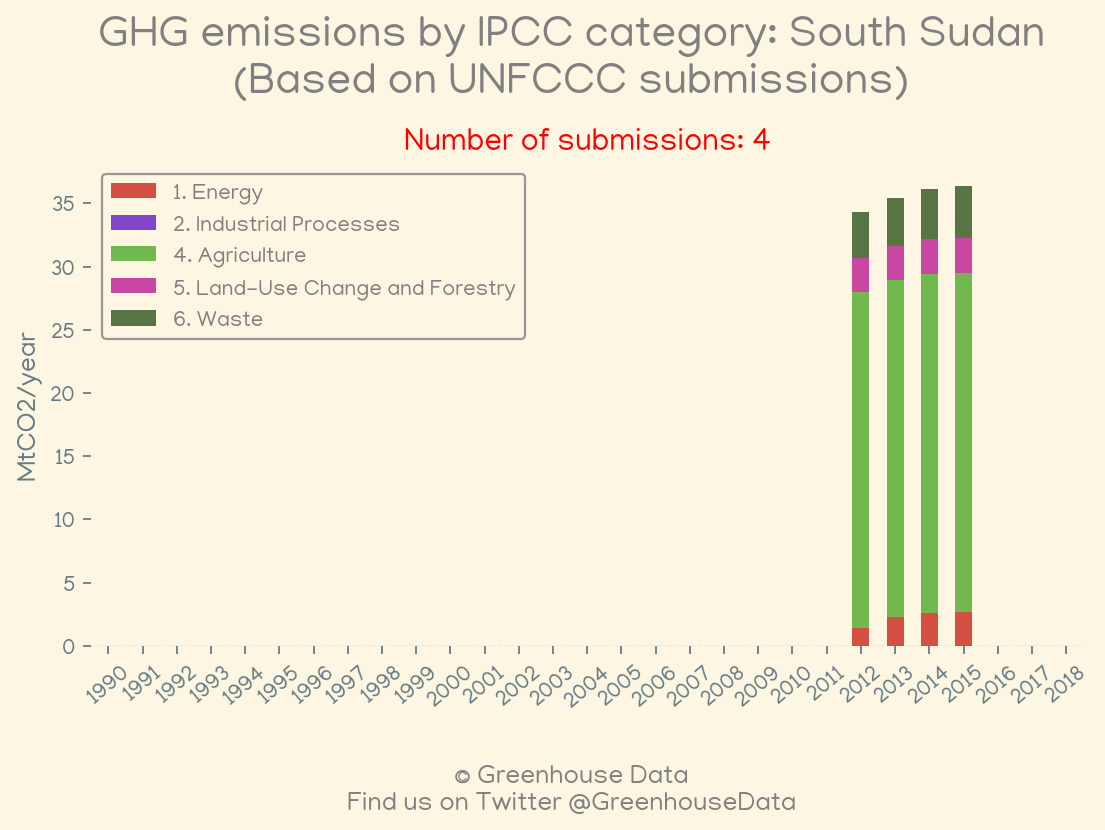 GHG emissions by IPCC category: South Sudan
(Based on UNFCCC submissions)
Number of submissions: 4
1. Energy
2. Industrial Processes
4. Agriculture
5. Land-Use Change and Forestry
6. Waste
MtCO2/year
35
30
25
20
15
10
5
0
1990 1991 1992 1993 1994 1995 1996 1997 1998 1999 2000 2001 2002 2003 2004 2005 2006 2007 2008 2009 2010 2011 2012 2013 2014 2015 2016 2017 2018
© Greenhouse Data
Find us on Twitter @GreenhouseData